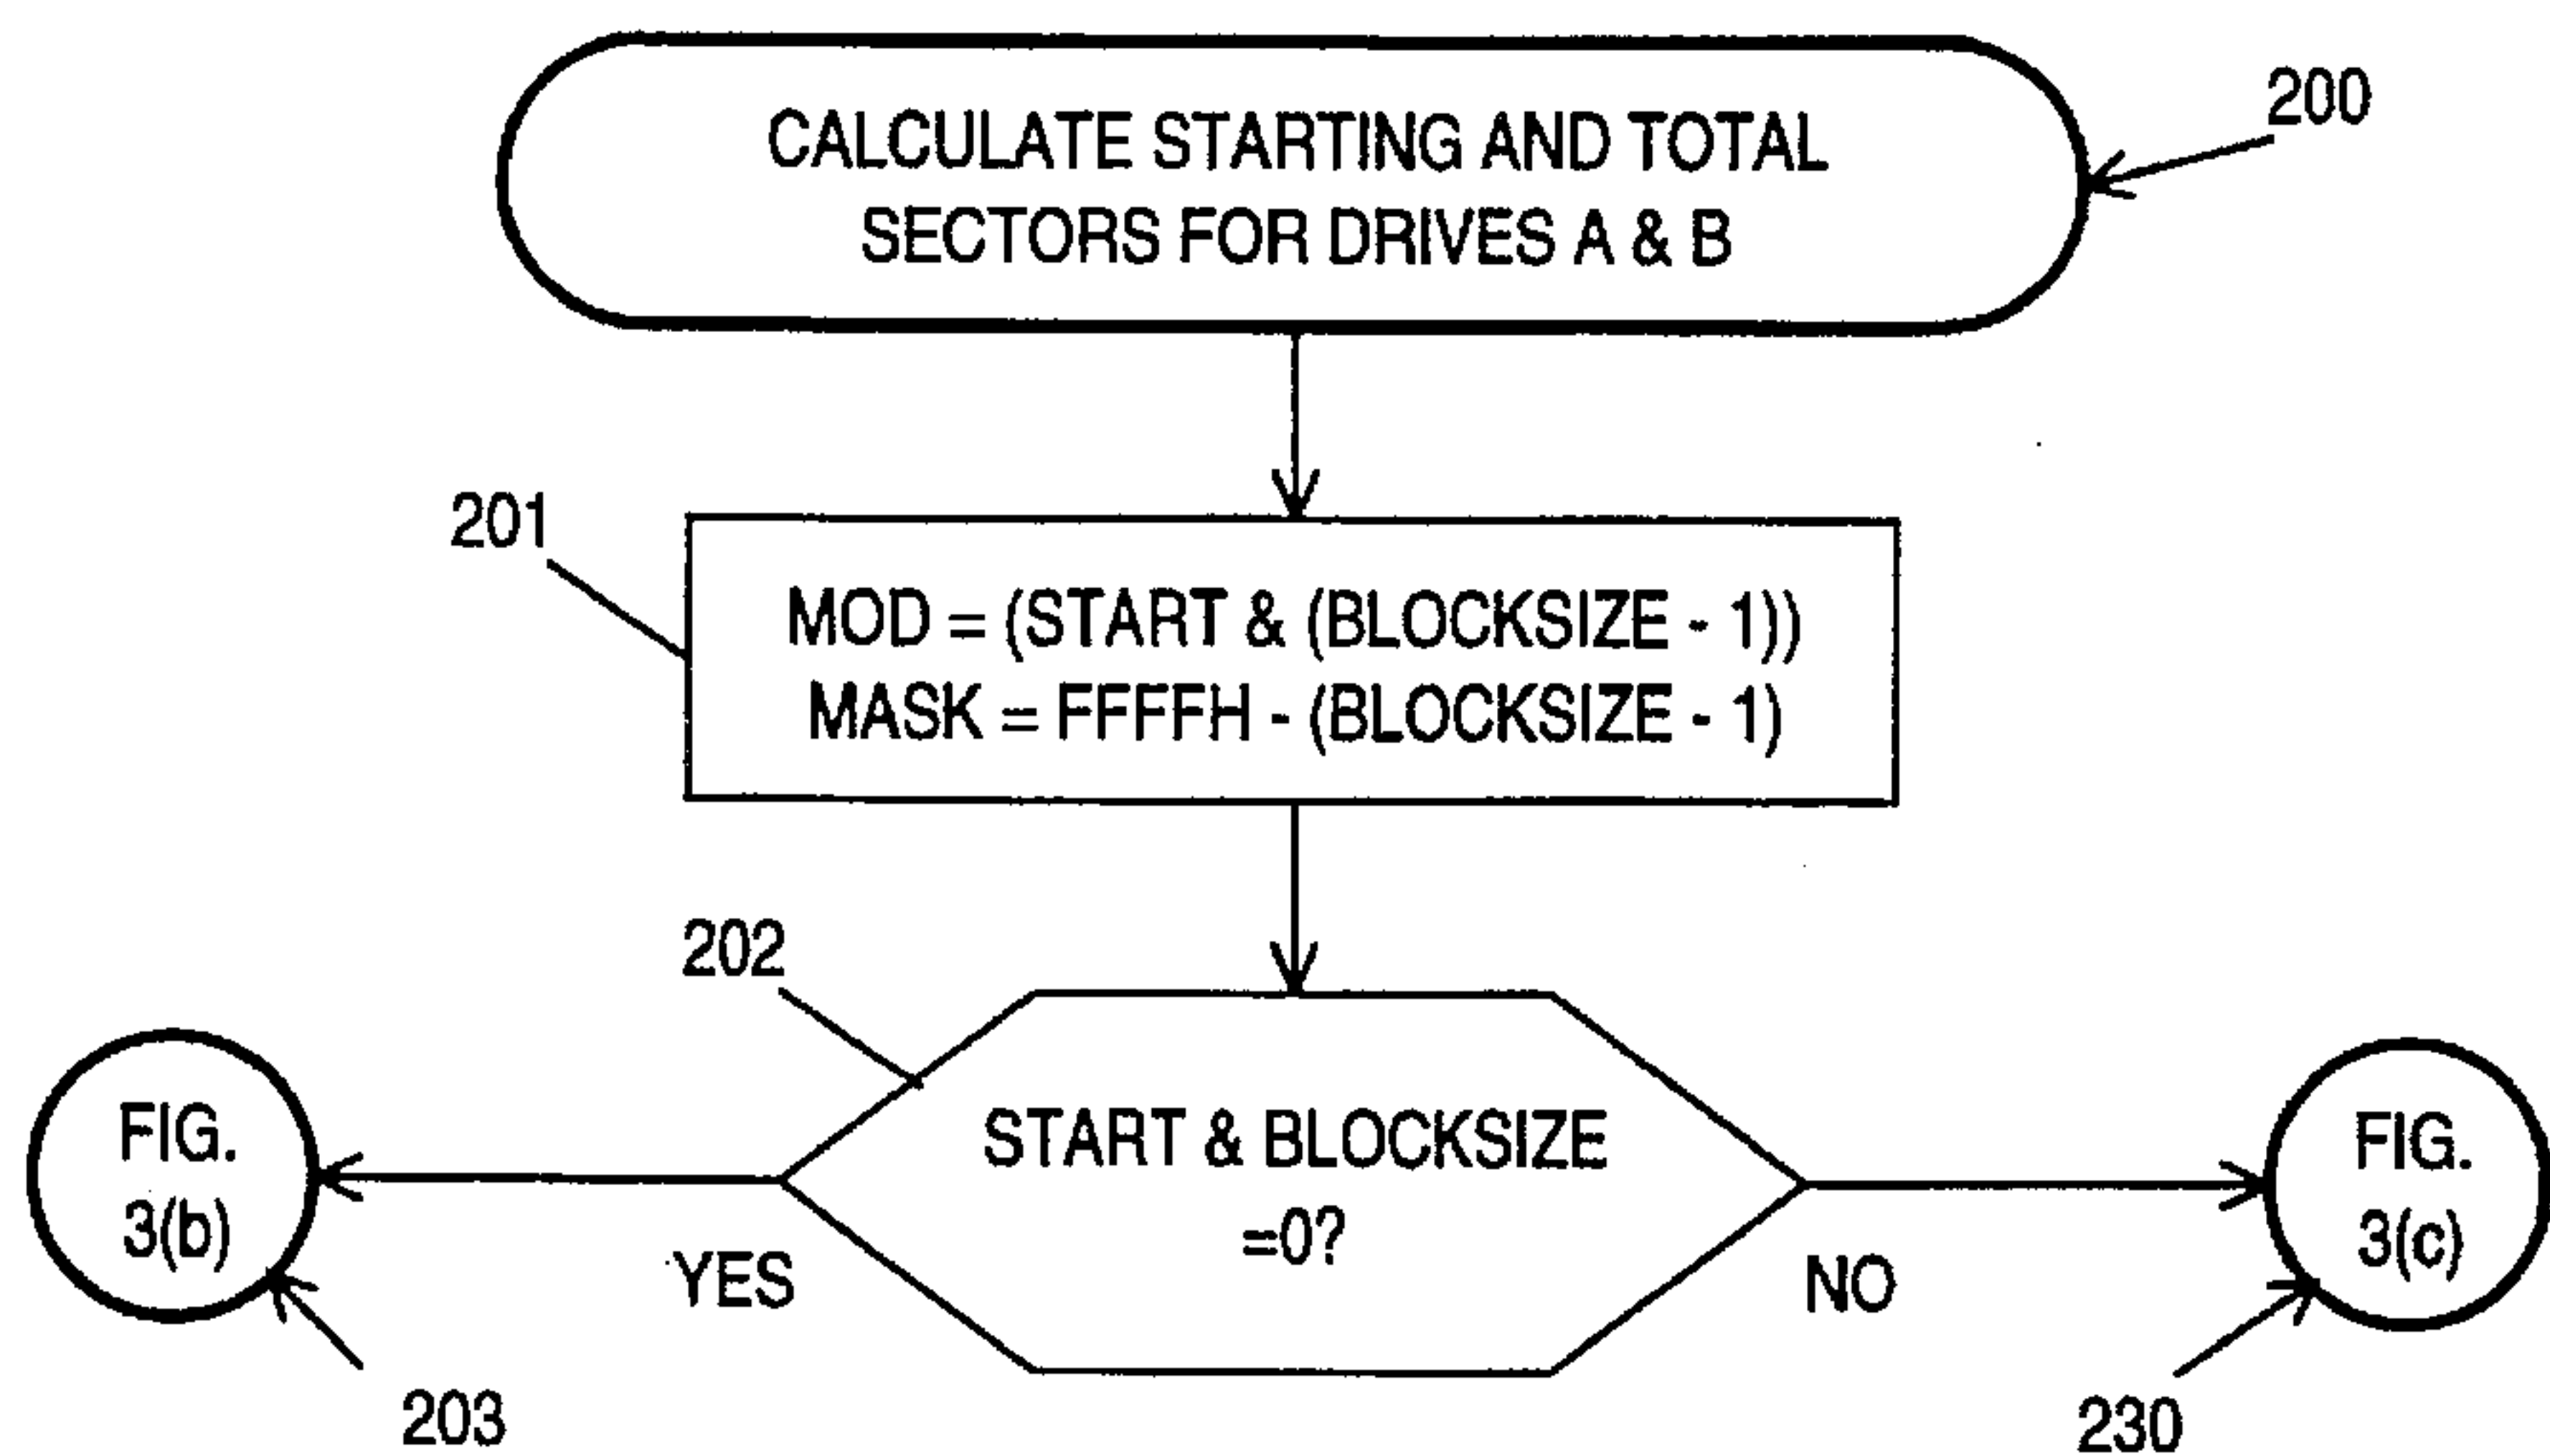 CALCULATE STARTING AND TOTAL
SECTORS FOR DRIVES A & B
200
201
MOD = (START & (BLOCKSIZE - 1))
MASK = FFFFH - (BLOCKSIZE - 1)
202
START & BLOCKSIZE
=0?
FIG.
3(b)
YES
NO
FIG.
3(c)
203
230